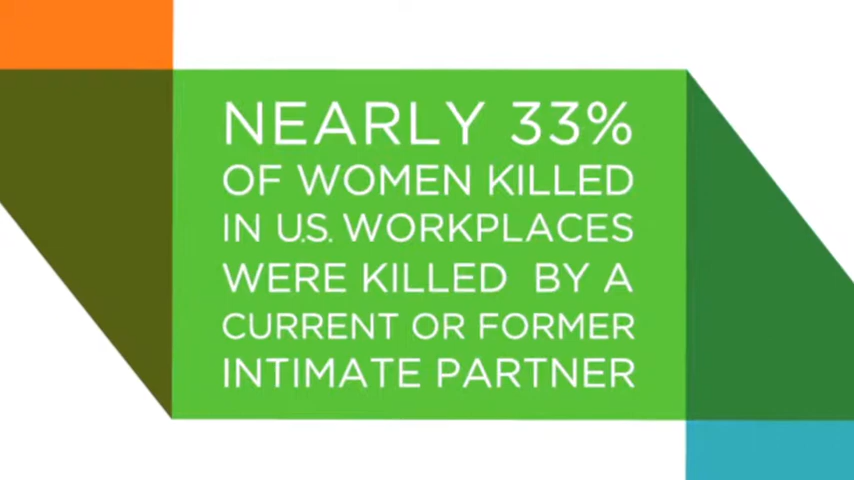 NEARLY 33%
OF WOMEN KILLED
IN U.S. WORKPLACES
WERE KILLED BY A
CURRENT OR FORMER
INTIMATE PARTNER